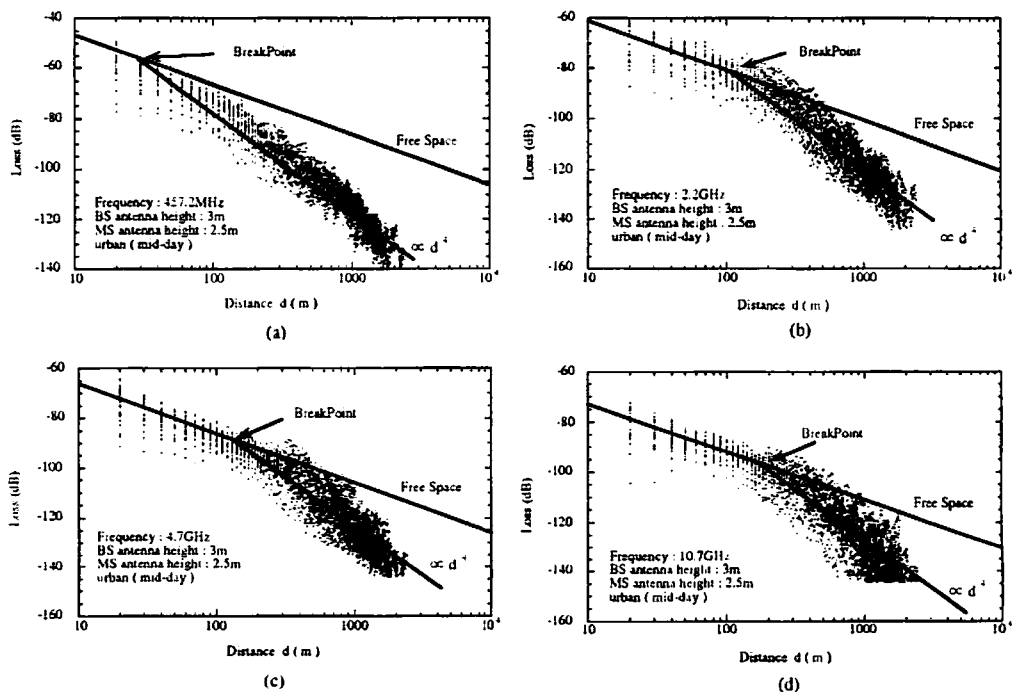 -40
-60
-80
-100
-120
-140
Loss (dB)
BreakPoint
Free Space
Frequency : 457.2MHz
BS antenna height : 3m
MS antenna height : 2.5m
urban ( mid-day )
∝ d⁻⁴
10
100
1000
10⁴
Distance d ( m )
(a)
-60
-80
-100
-120
-140
-160
Loss (dB)
BreakPoint
Free Space
Frequency : 2.2GHz
BS antenna height : 3m
MS antenna height : 2.5m
urban ( mid-day )
∝ d⁻⁴
10
100
1000
10⁴
Distance d ( m )
(b)
-60
-80
-100
-120
-140
-160
Loss (dB)
BreakPoint
Free Space
Frequency : 4.7GHz
BS antenna height : 3m
MS antenna height : 2.5m
urban ( mid-day )
∝ d⁻⁴
10
100
1000
10⁴
Distance d ( m )
(c)
-60
-80
-100
-120
-140
-160
Loss (dB)
BreakPoint
Free Space
Frequency : 10.7GHz
BS antenna height : 3m
MS antenna height : 2.5m
urban ( mid-day )
∝ d⁻⁴
10
100
1000
10⁴
Distance d ( m )
(d)